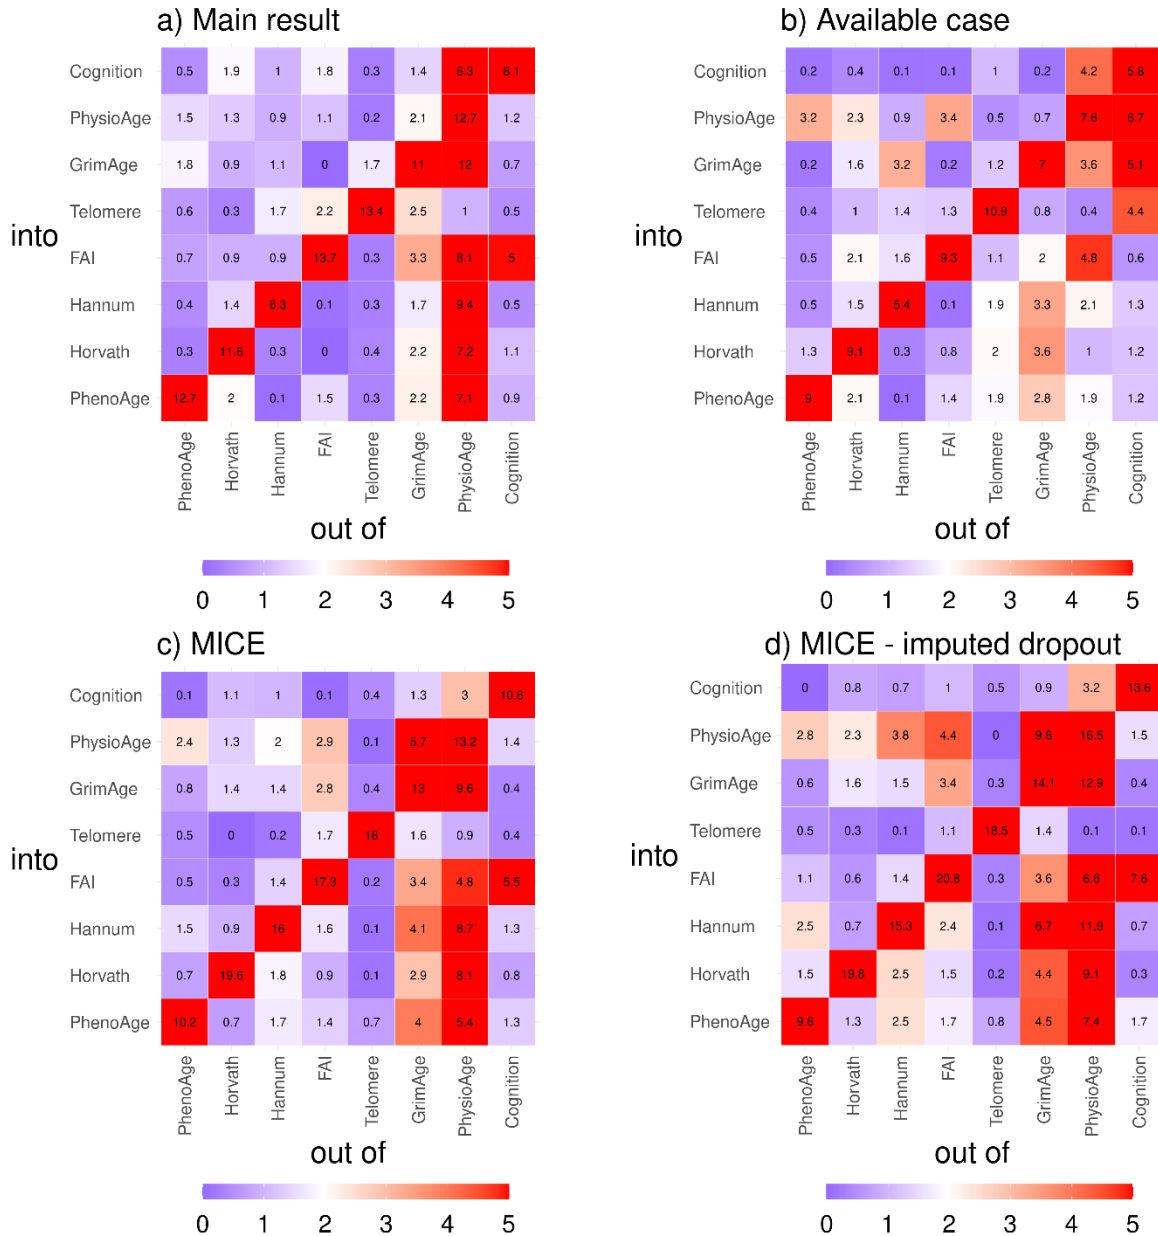 a) Main result
Cognition 0.5 1.9 1 1.8 0.3 1.4 6.3 8.1
PhysioAge 1.5 1.3 0.9 1.1 0.2 2.1 12.7 1.2
GrimAge 1.8 0.9 1.1 0 1.7 11 12 0.7
Telomere 0.6 0.3 1.7 2.2 13.4 2.5 1 0.5
into
FAI 0.7 0.9 0.9 13.7 0.3 3.3 8.1 5
Hannum 0.4 1.4 6.3 0.1 0.3 1.7 9.4 0.5
Horvath 0.3 11.6 0.3 0 0.4 2.2 7.2 1.1
PhenoAge 12.7 2 0.1 1.5 0.3 2.2 7.1 0.9
PhenoAge Horvath Hannum FAI Telomere GrimAge PhysioAge Cognition
out of
0 1 2 3 4 5
b) Available case
Cognition 0.2 0.4 0.1 0.1 1 0.2 4.2 5.8
PhysioAge 3.2 2.3 0.9 3.4 0.5 0.7 7.6 6.7
GrimAge 0.2 1.6 3.2 0.2 1.2 7 3.6 5.1
Telomere 0.4 1 1.4 1.3 10.9 0.8 0.4 4.4
into
FAI 0.5 2.1 1.6 9.3 1.1 2 4.8 0.6
Hannum 0.5 1.5 5.4 0.1 1.9 3.3 2.1 1.3
Horvath 1.3 9.1 0.3 0.8 2 3.6 1 1.2
PhenoAge 9 2.1 0.1 1.4 1.9 2.8 1.9 1.2
PhenoAge Horvath Hannum FAI Telomere GrimAge PhysioAge Cognition
out of
0 1 2 3 4 5
c) MICE
Cognition 0.1 1.1 1 0.1 0.4 1.3 3 10.6
PhysioAge 2.4 1.3 2 2.9 0.1 5.7 13.2 1.4
GrimAge 0.8 1.4 1.4 2.8 0.4 13 9.6 0.4
Telomere 0.5 0 0.2 1.7 18 1.6 0.9 0.4
into
FAI 0.5 0.3 1.4 17.3 0.2 3.4 4.8 5.5
Hannum 1.5 0.9 16 1.6 0.1 4.1 8.7 1.3
Horvath 0.7 19.6 1.8 0.9 0.1 2.9 8.1 0.8
PhenoAge 10.2 0.7 1.7 1.4 0.7 4 5.4 1.3
PhenoAge Horvath Hannum FAI Telomere GrimAge PhysioAge Cognition
out of
0 1 2 3 4 5
d) MICE - imputed dropout
Cognition 0 0.8 0.7 1 0.5 0.9 3.2 13.6
PhysioAge 2.8 2.3 3.8 4.4 0 9.6 16.5 1.5
GrimAge 0.6 1.6 1.5 3.4 0.3 14.1 12.9 0.4
Telomere 0.5 0.3 0.1 1.1 18.5 1.4 0.1 0.1
into
FAI 1.1 0.6 1.4 20.8 0.3 3.6 6.6 7.6
Hannum 2.5 0.7 15.3 2.4 0.1 6.7 11.9 0.7
Horvath 1.5 19.8 2.5 1.5 0.2 4.4 9.1 0.3
PhenoAge 9.6 1.3 2.5 1.7 0.8 4.5 7.4 1.7
PhenoAge Horvath Hannum FAI Telomere GrimAge PhysioAge Cognition
out of
0 1 2 3 4 5